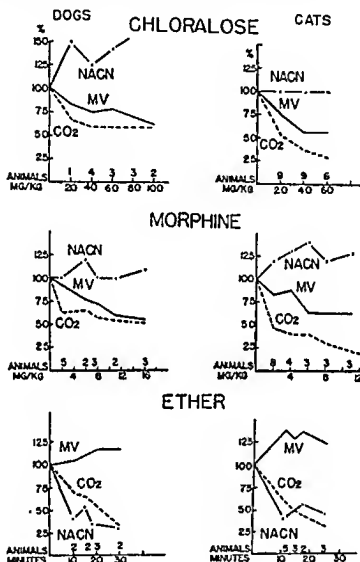 DOGS CHLORALOSE CATS
%
150
125
100
75
50
25
NACN
MV
CO2
ANIMALS 1 4 3 3 2
MG/KG 20 40 60 80 100
%
125
100
75
50
25
NACN
MV
CO2
ANIMALS 9 9 6
MG/KG 20 40 60
MORPHINE
125
100
75
50
25
NACN
MV
CO2
ANIMALS 5 2 3 2 3
MG/KG 4 8 12 16
125
100
75
50
25
NACN
MV
CO2
ANIMALS 8 4 3
MG/KG 4 8 12
ETHER
125
100
75
50
25
MV
CO2
NACN
ANIMALS 2 2 3 2
MINUTES 10 20 30
125
100
75
50
25
MV
CO2
NACN
ANIMALS 5 3 2 3
MINUTES 10 20 30